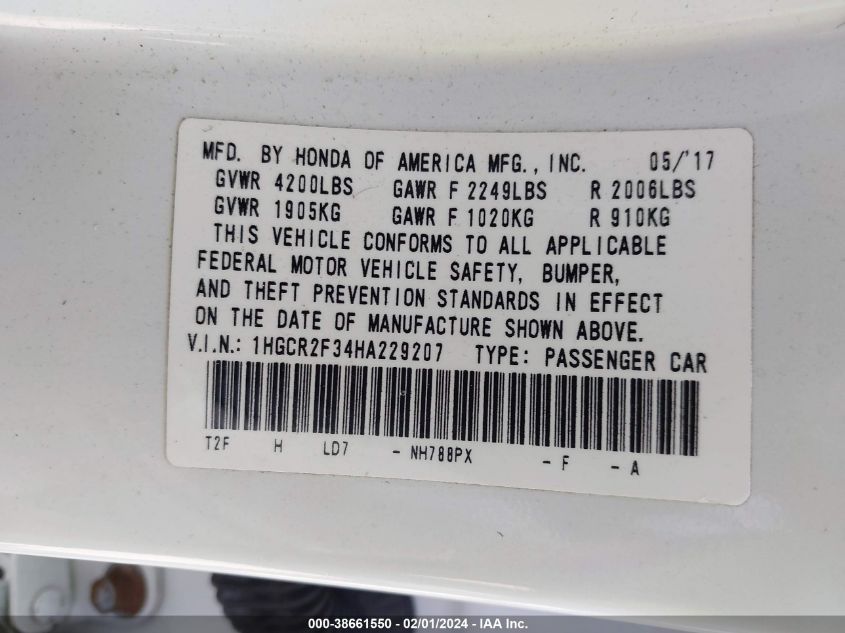 MFD. BY HONDA OF AMERICA MFG., INC. 05/'17
GVWR 4200LBS GAWR F 2249LBS R 2006LBS
GVWR 1905KG GAWR F 1020KG R 910KG
THIS VEHICLE CONFORMS TO ALL APPLICABLE
FEDERAL MOTOR VEHICLE SAFETY, BUMPER,
AND THEFT PREVENTION STANDARDS IN EFFECT
ON THE DATE OF MANUFACTURE SHOWN ABOVE.
V.I.N.: 1HGCR2F34HA229207 TYPE: PASSENGER CAR
T2F H LD7 - NH788PX - F - A
000-38661550 - 02/01/2024 - IAA Inc.